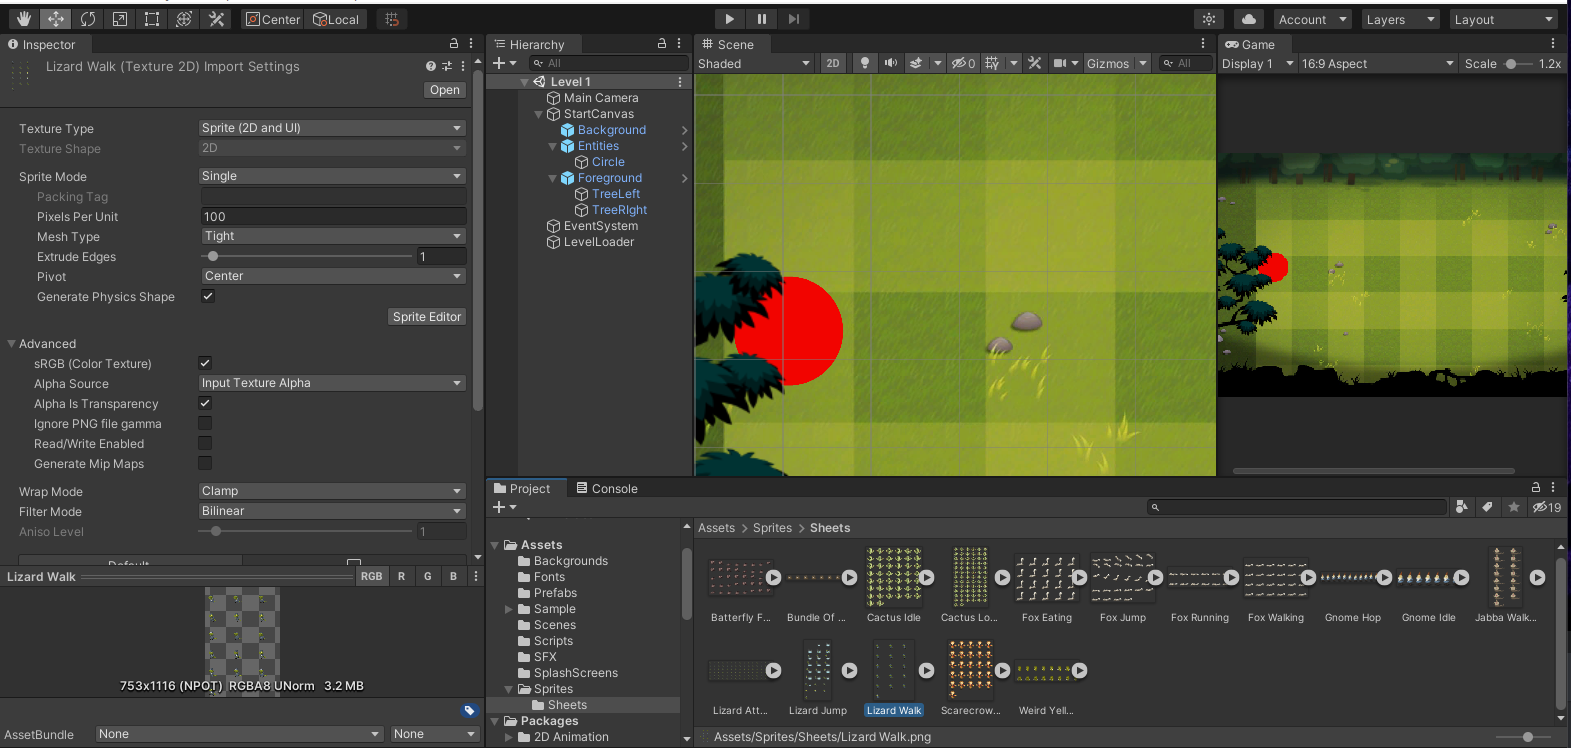 Center
Local
Account
Layers
Layout
Inspector
Lizard Walk (Texture 2D) Import Settings
Open
Texture Type
Sprite (2D and UI)
Texture Shape
2D
Sprite Mode
Single
Packing Tag
Pixels Per Unit
100
Mesh Type
Tight
Extrude Edges
1
Pivot
Center
Generate Physics Shape
Sprite Editor
Advanced
sRGB (Color Texture)
Alpha Source
Input Texture Alpha
Alpha Is Transparency
Ignore PNG file gamma
Read/Write Enabled
Generate Mip Maps
Wrap Mode
Clamp
Filter Mode
Bilinear
Aniso Level
1
Default
Lizard Walk
RGB
R
G
B
753x1116 (NPOT) RGBA8 UNorm 3.2 MB
AssetBundle
None
None
Hierarchy
All
Level 1
Main Camera
StartCanvas
Background
Entities
Circle
Foreground
TreeLeft
TreeRIght
EventSystem
LevelLoader
Scene
Shaded
2D
0
Gizmos
All
Game
Display 1
16:9 Aspect
Scale
1.2x
Project
Console
19
Assets
Backgrounds
Fonts
Prefabs
Sample
Scenes
Scripts
SFX
SplashScreens
Sprites
Sheets
Packages
2D Animation
Assets > Sprites > Sheets
Batterfly F...
Bundle Of ...
Cactus Idle
Cactus Lo...
Fox Eating
Fox Jump
Fox Running
Fox Walking
Gnome Hop
Gnome Idle
Jabba Walk...
Lizard Att...
Lizard Jump
Lizard Walk
Scarecrow...
Weird Yell...
Assets/Sprites/Sheets/Lizard Walk.png